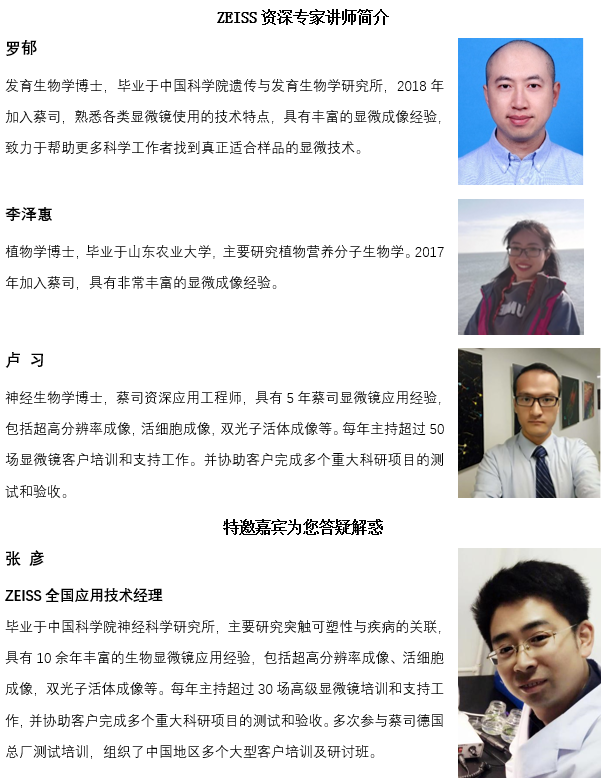 ZEISS 资深专家讲师简介
罗郁
发育生物学博士，毕业于中国科学院遗传与发育生物学研究所，2018 年
加入蔡司，熟悉各类显微镜使用的技术特点，具有丰富的显微成像经验，
致力于帮助更多科学工作者找到真正适合样品的显微技术。
李泽惠
植物学博士，毕业于山东农业大学，主要研究植物营养分子生物学。2017
年加入蔡司，具有非常丰富的显微成像经验。
卢 习
神经生物学博士，蔡司资深应用工程师，具有 5 年蔡司显微镜应用经验，
包括超高分辨率成像，活细胞成像，双光子活体成像等。每年主持超过 50
场显微镜客户培训和支持工作。并协助客户完成多个重大科研项目的测
试和验收。
特邀嘉宾为您答疑解惑
张 彦
ZEISS 全国应用技术经理
毕业于中国科学院神经科学研究所，主要研究突触可塑性与疾病的关联，
具有 10 余年丰富的生物显微镜应用经验，包括超高分辨率成像、活细胞
成像，双光子活体成像等。每年主持超过 30 场高级显微镜培训和支持工
作，并协助客户完成多个重大科研项目的测试和验收。多次参与蔡司德国
总厂测试培训，组织了中国地区多个大型客户培训及研讨班。